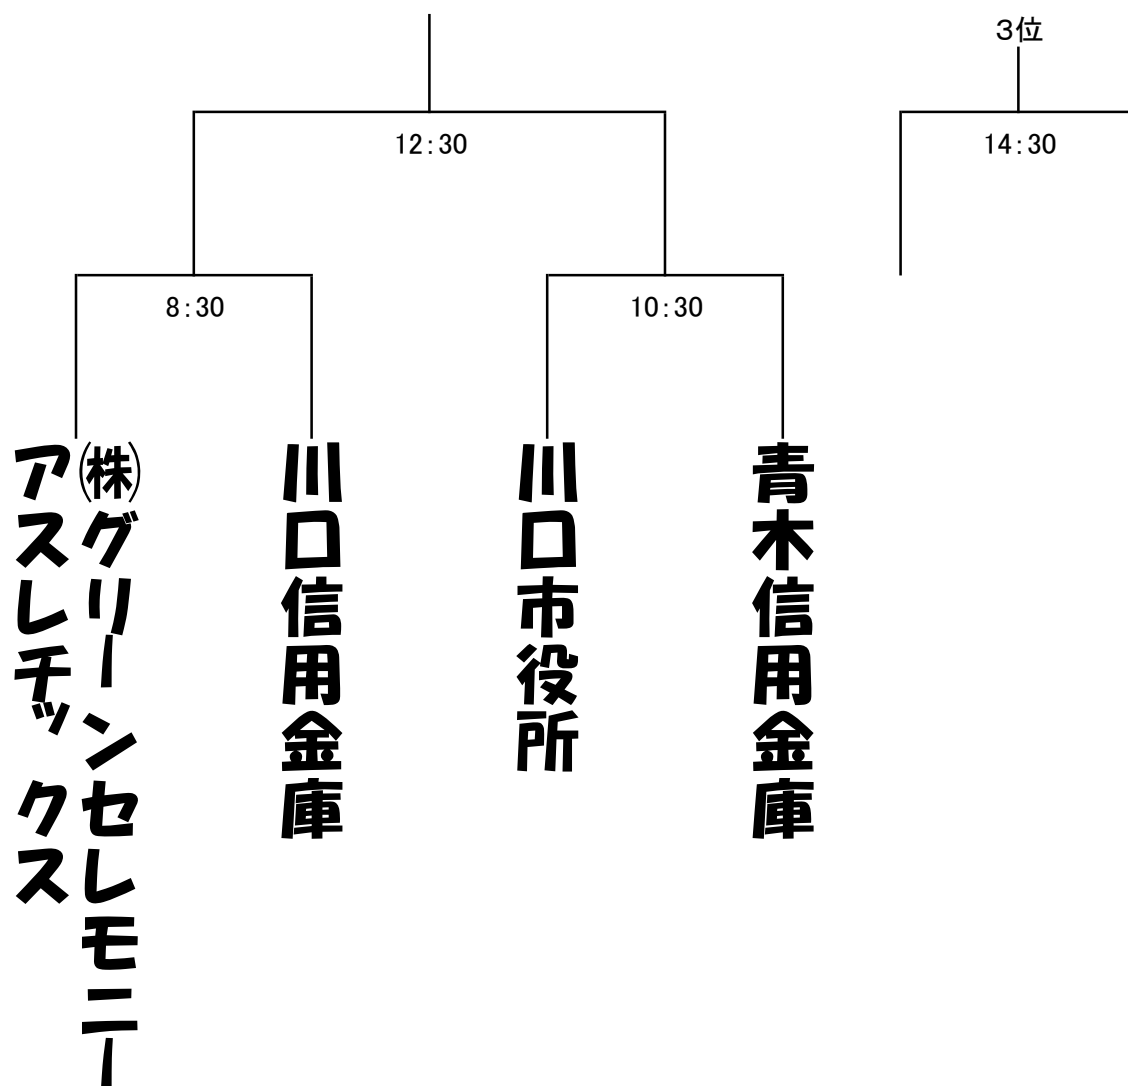 3位
12:30
14:30
8:30
10:30
㈱グリーンセレモニー
アスレチックス
川口信用金庫
川口市役所
青木信用金庫